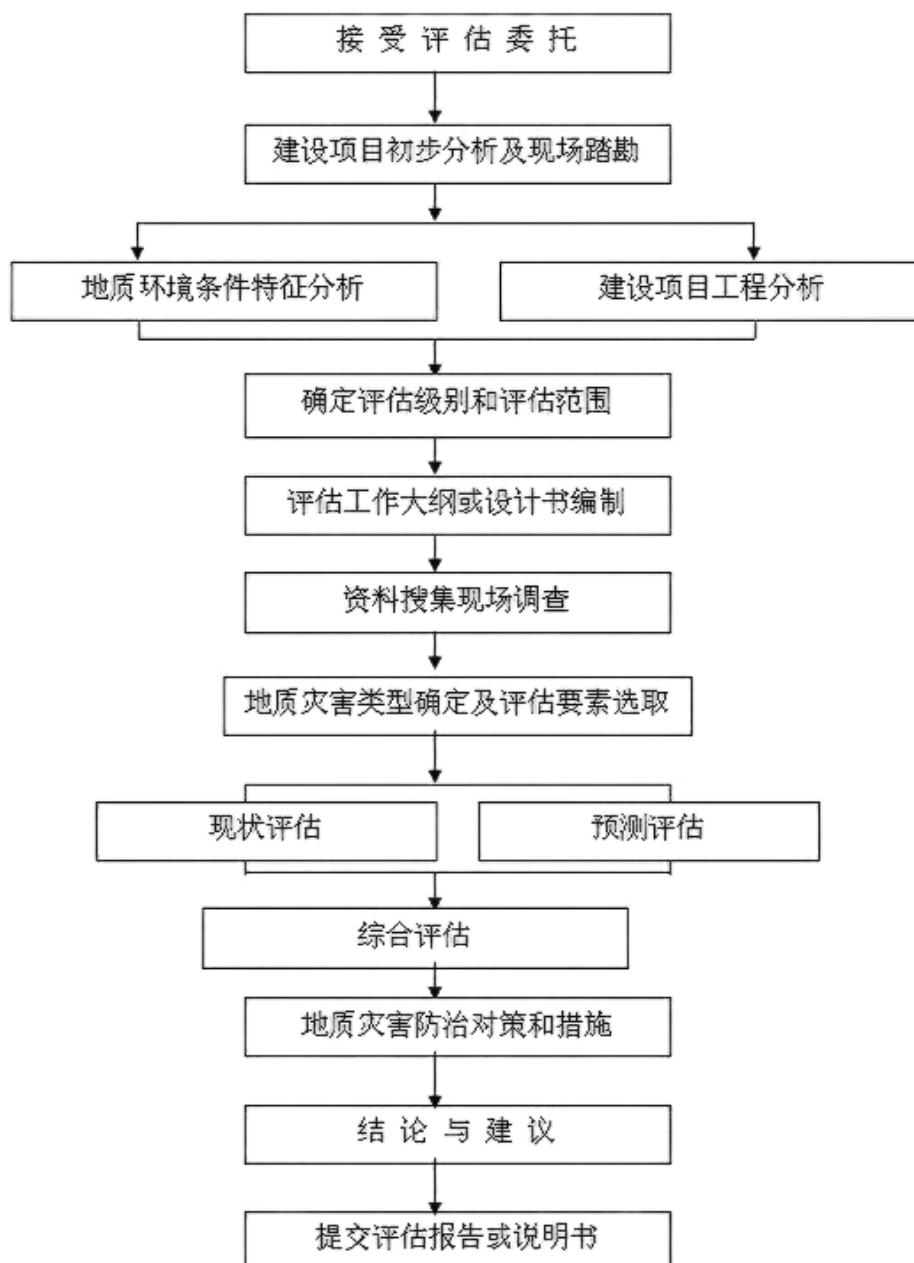 接 受 评 估 委 托
建设项目初步分析及现场踏勘
地质环境条件特征分析
建设项目工程分析
确定评估级别和评估范围
评估工作大纲或设计书编制
资料搜集现场调查
地质灾害类型确定及评估要素选取
现状评估
预测评估
综合评估
地质灾害防治对策和措施
结 论 与 建 议
提交评估报告或说明书